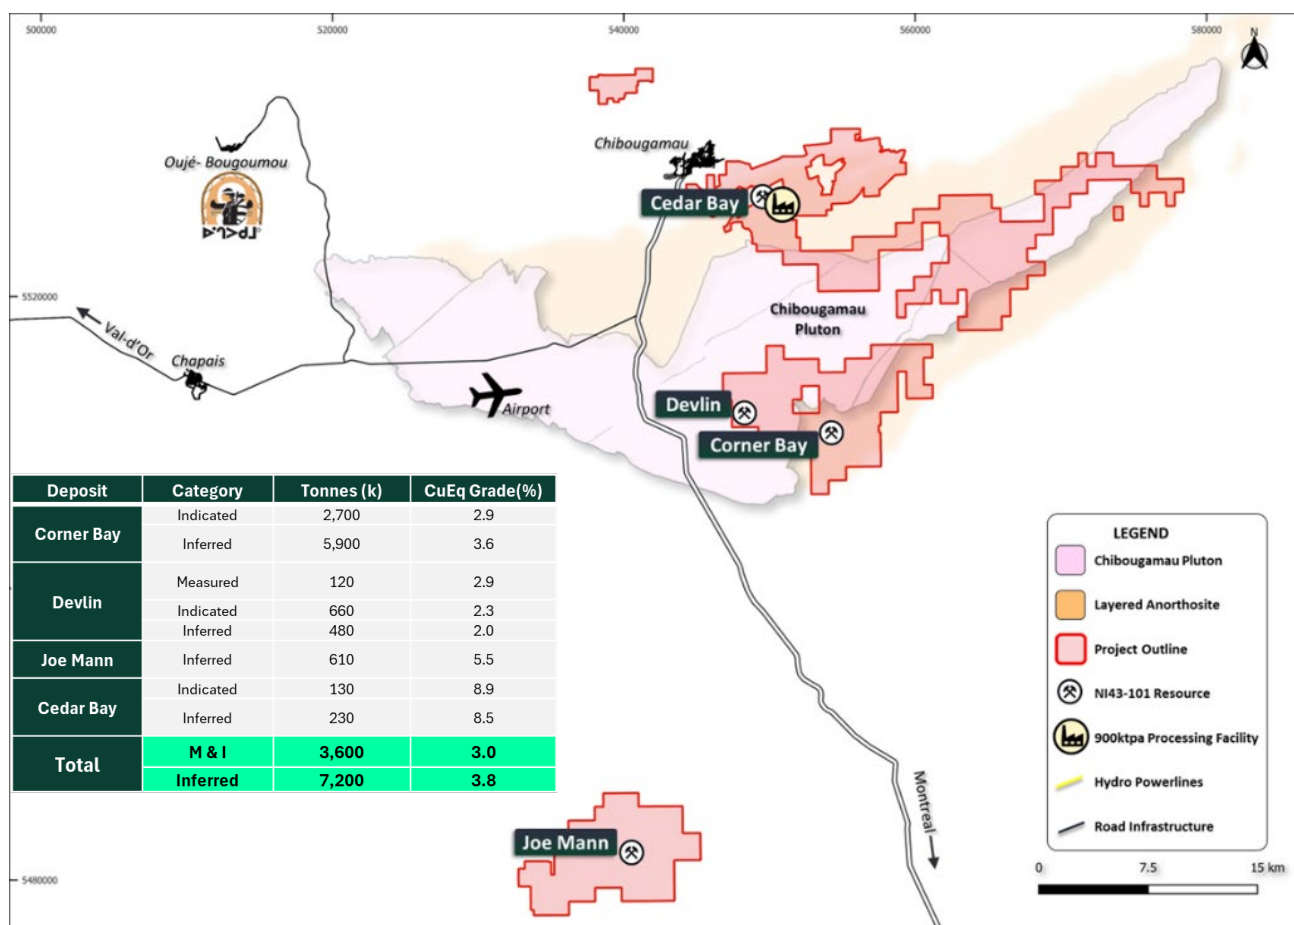 500000
520000
540000
560000
580000
N
Chibougamau
Oujé- Bougoumou
ᐅᒉᐳᑯᒨ
Cedar Bay
5520000
Chibougamau
Pluton
Val-d'Or
Chapais
Airport
Devlin
Corner Bay
Deposit Category Tonnes (k) CuEq Grade(%)
Corner Bay Indicated 2,700 2.9
Inferred 5,900 3.6
Devlin Measured 120 2.9
Indicated 660 2.3
Inferred 480 2.0
Joe Mann Inferred 610 5.5
Cedar Bay Indicated 130 8.9
Inferred 230 8.5
Total M & I 3,600 3.0
Inferred 7,200 3.8
LEGEND
Chibougamau Pluton
Layered Anorthosite
Project Outline
NI43-101 Resource
900ktpa Processing Facility
Hydro Powerlines
Road Infrastructure
Montreal
Joe Mann
0 7.5 15 km
5480000